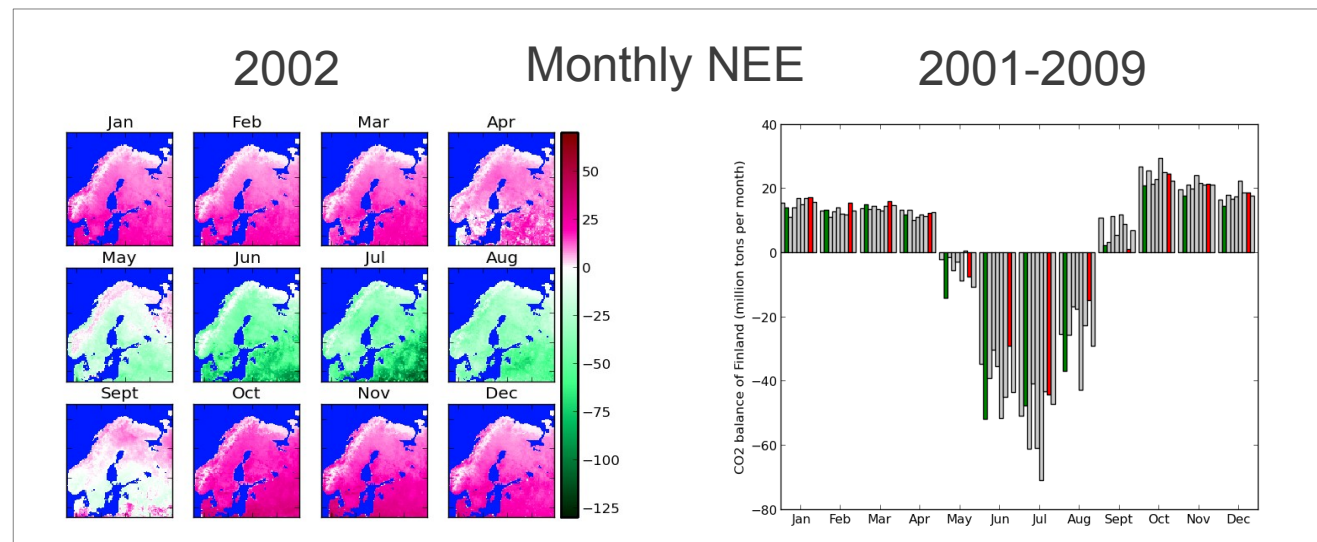 2002 Monthly NEE 2001-2009
Jan Feb Mar Apr
May Jun Jul Aug
Sept Oct Nov Dec
50
25
0
−25
−50
−75
−100
−125
CO2 balance of Finland (million tons per month)
40
20
0
−20
−40
−60
−80
Jan Feb Mar Apr May Jun Jul Aug Sept Oct Nov Dec